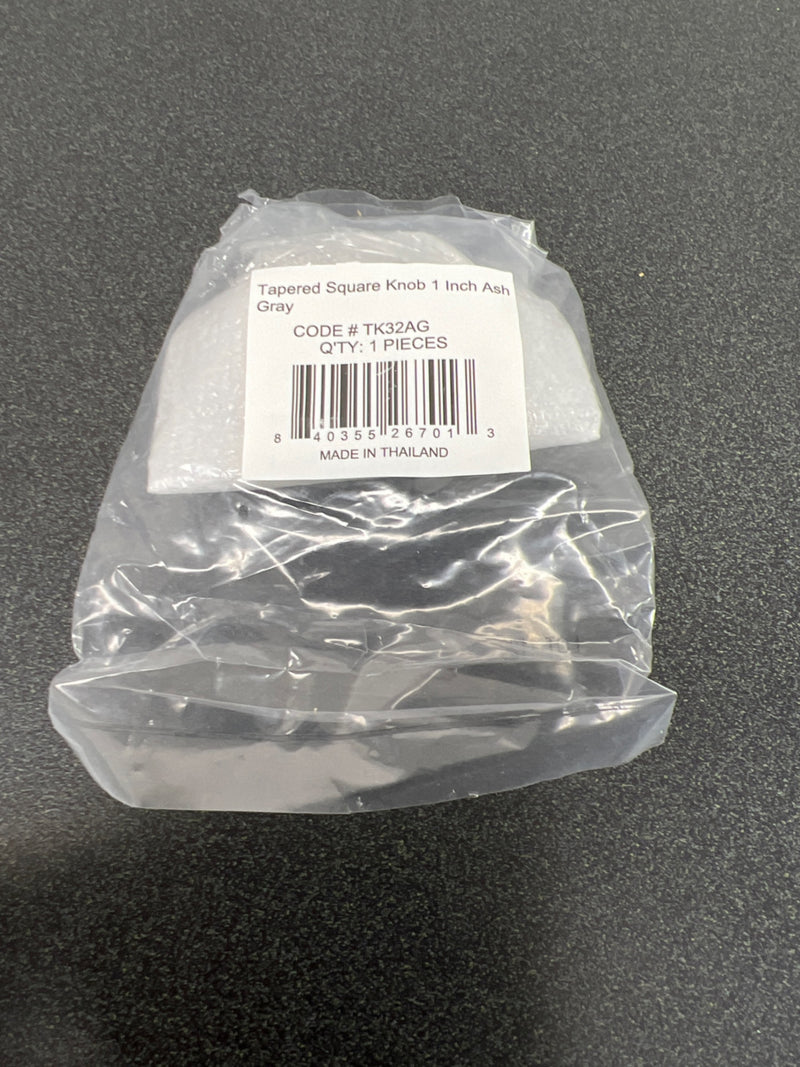 Tapered Square Knob 1 Inch Ash
Gray
CODE # TK32AG
Q'TY: 1 PIECES
8 40355 26701 3
MADE IN THAILAND